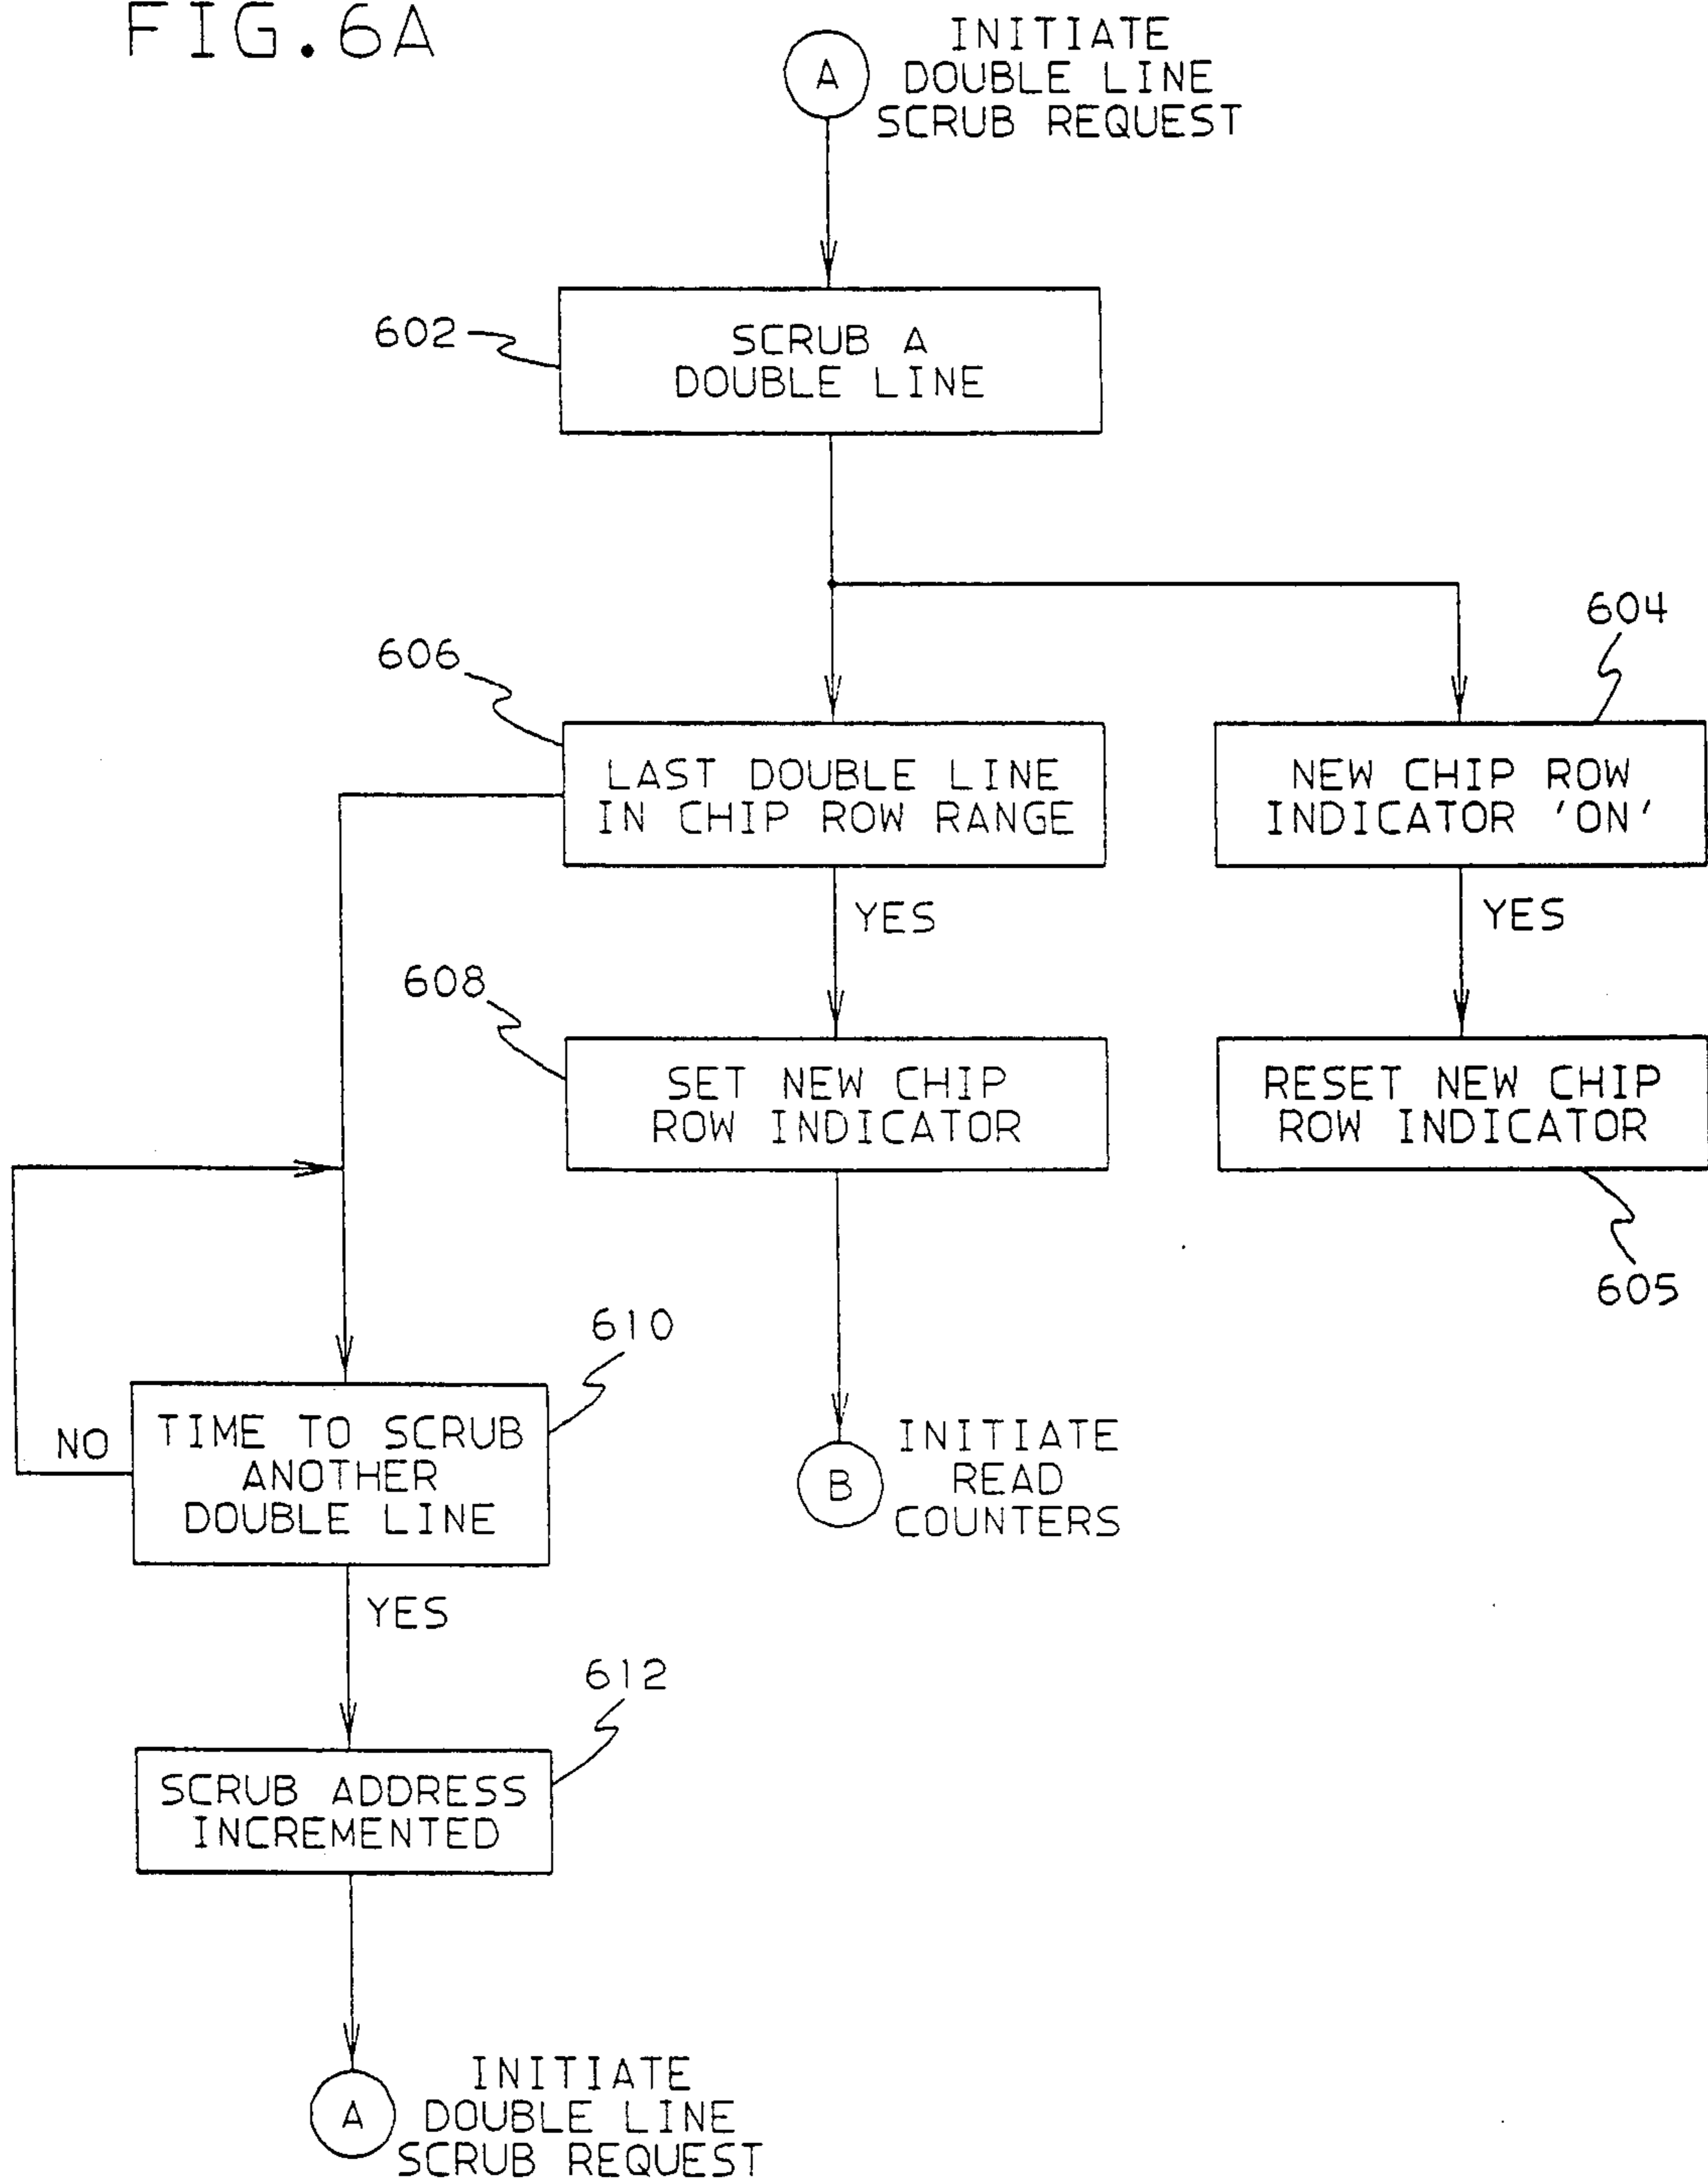 FIG.6A
A
INITIATE
DOUBLE LINE
SCRUB REQUEST
602
SCRUB A
DOUBLE LINE
604
606
LAST DOUBLE LINE
IN CHIP ROW RANGE
NEW CHIP ROW
INDICATOR 'ON'
YES
YES
608
SET NEW CHIP
ROW INDICATOR
RESET NEW CHIP
ROW INDICATOR
605
610
NO
TIME TO SCRUB
ANOTHER
DOUBLE LINE
B
INITIATE
READ
COUNTERS
YES
612
SCRUB ADDRESS
INCREMENTED
A
INITIATE
DOUBLE LINE
SCRUB REQUEST